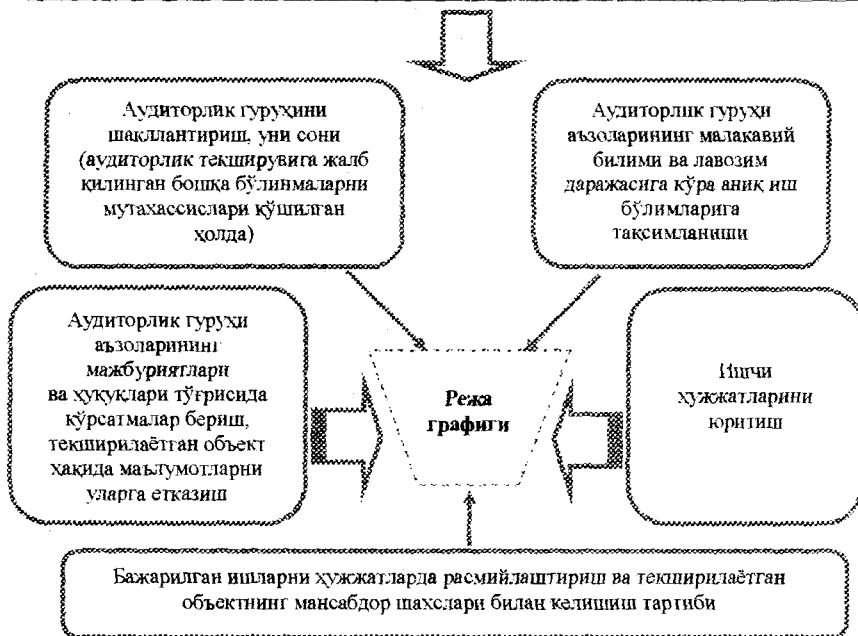 Аудиторлик гуруҳини
шакллантириш, уни сони
(аудиторлик текширувига жалб
қилинган бошқа бўлинмаларни
мутахассислари қўшилган
ҳолда)
Аудиторлик гуруҳи
аъзоларининг малакавий
билими ва лавозим
даражасига кўра аниқ иш
бўлимларига
тақсимланиши
Аудиторлик гуруҳи
аъзоларининг
мажбуриятлари
ва ҳуқуқлари тўғрисида
кўрсатмалар бериш,
текширилаётган объект
ҳақида маълумотларни
уларга етказиш
Режа
графиги
Ишчи
ҳужжатларини
юритиш
Бажарилган ишларни ҳужжатларда расмийлаштириш ва текширилаётган
объектнинг мансабдор шахслари билан келишиш тартиби